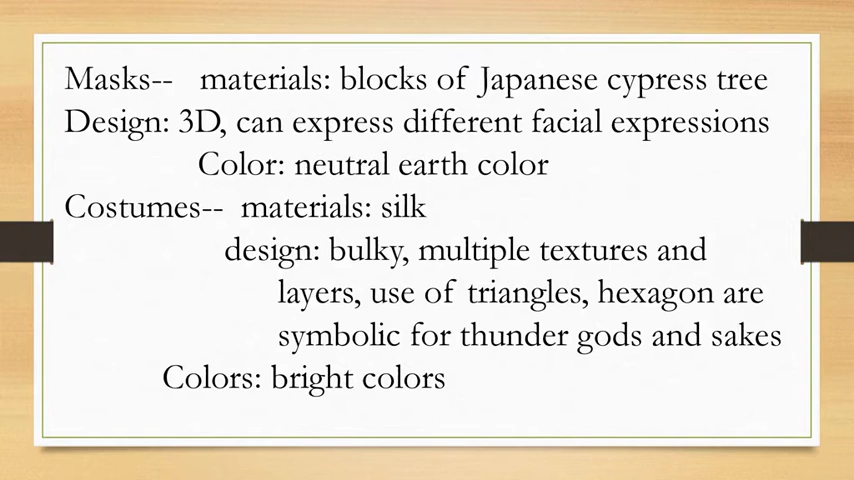 Masks-- materials: blocks of Japanese cypress tree
Design: 3D, can express different facial expressions
Color: neutral earth color
Costumes-- materials: silk
design: bulky, multiple textures and
layers, use of triangles, hexagon are
symbolic for thunder gods and sakes
Colors: bright colors